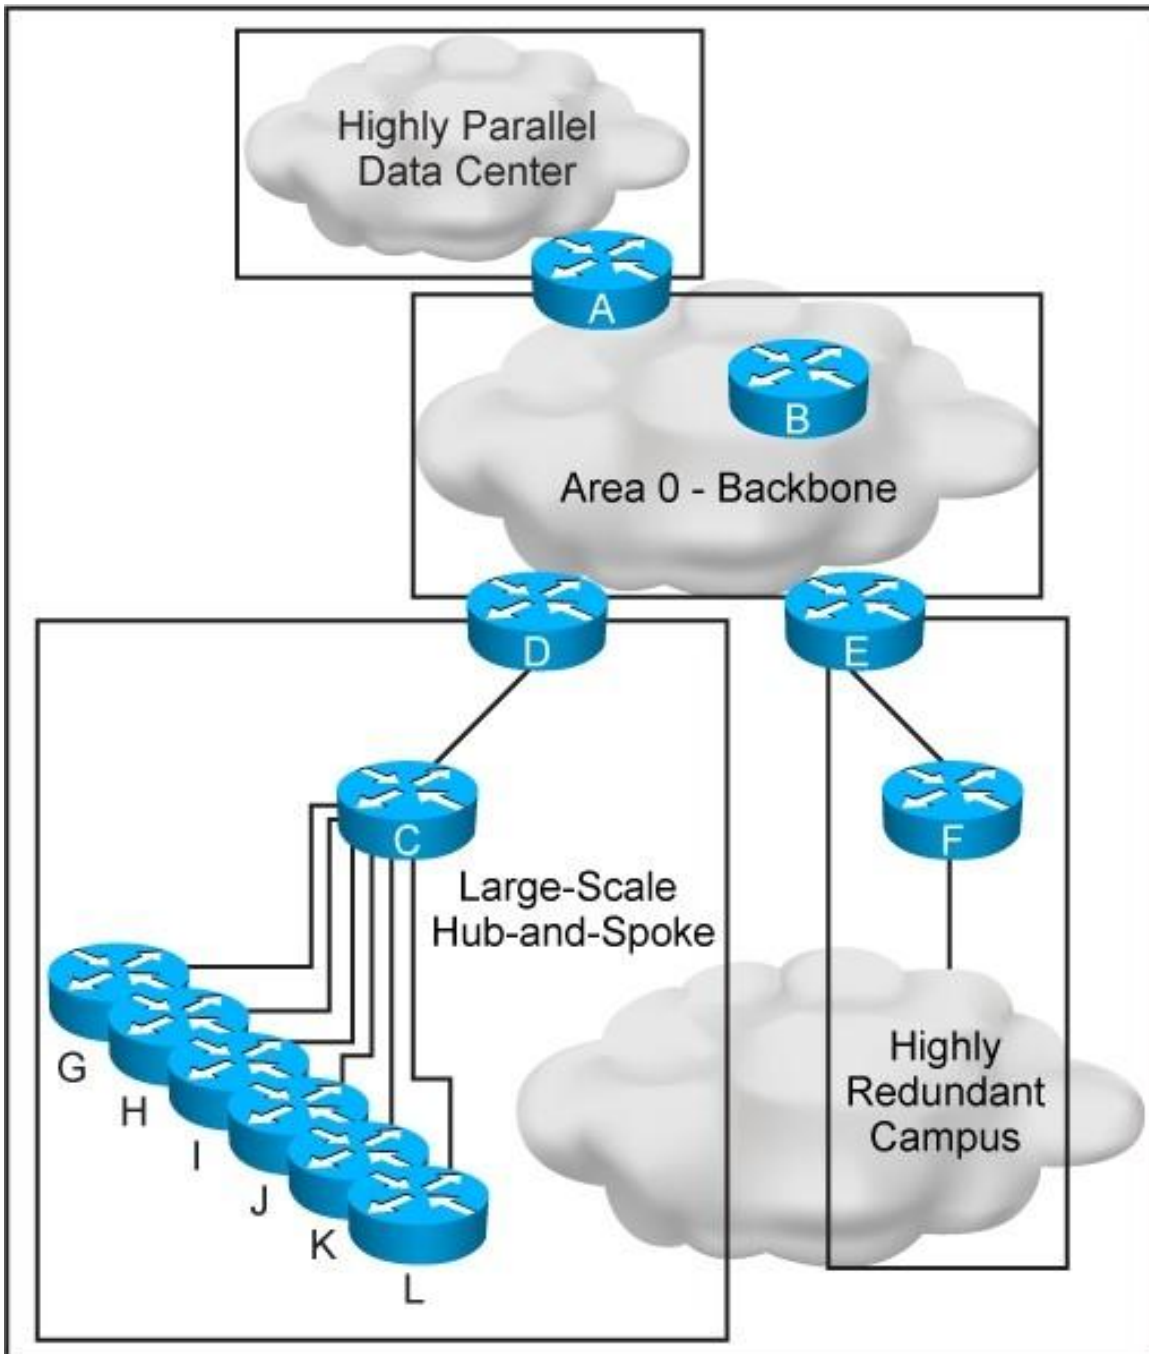 Highly Parallel
Data Center
A
B
Area 0 - Backbone
D
E
C
F
Large-Scale
Hub-and-Spoke
G
H
I
J
K
L
Highly
Redundant
Campus